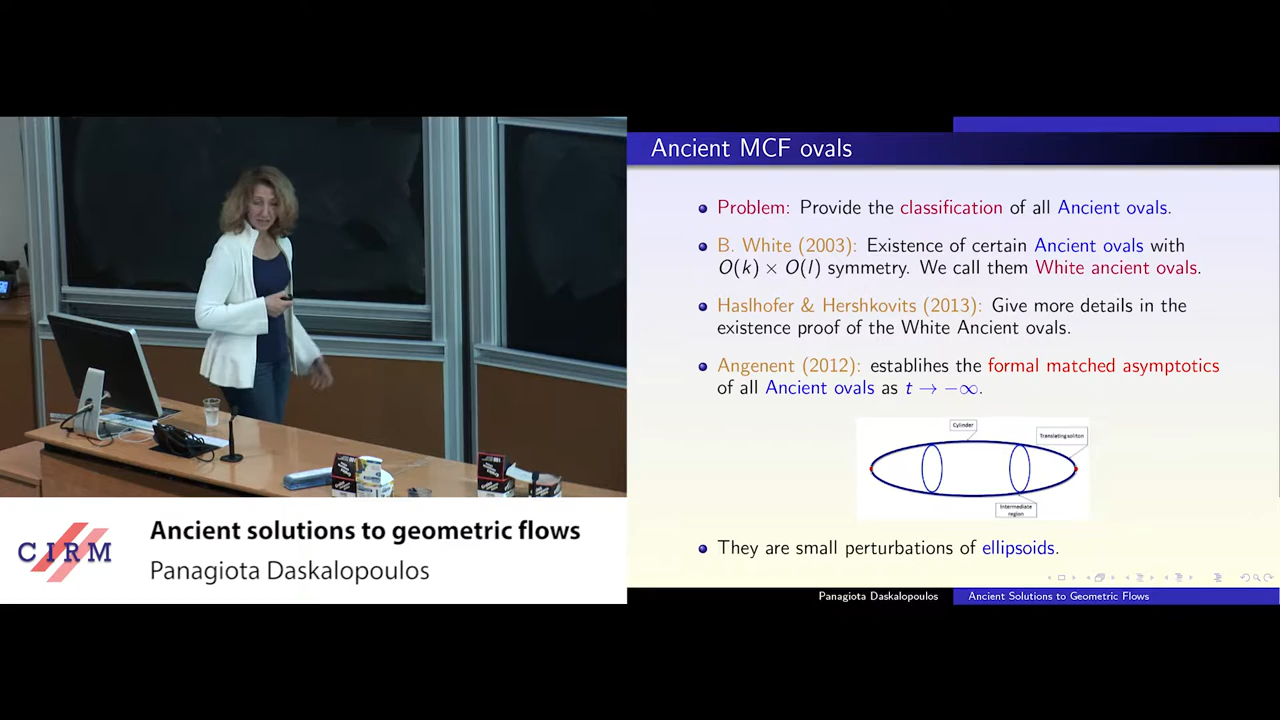 Ancient MCF ovals
Problem: Provide the classification of all Ancient ovals.
B. White (2003): Existence of certain Ancient ovals with
O(k) × O(l) symmetry. We call them White ancient ovals.
Haslhofer & Hershkovits (2013): Give more details in the
existence proof of the White Ancient ovals.
Angenent (2012): establihes the formal matched asymptotics
of all Ancient ovals as t → −∞.
Cylinder
Translating soliton
Intermediate
region
They are small perturbations of ellipsoids.
Panagiota Daskalopoulos
Ancient Solutions to Geometric Flows
CIRM
Ancient solutions to geometric flows
Panagiota Daskalopoulos